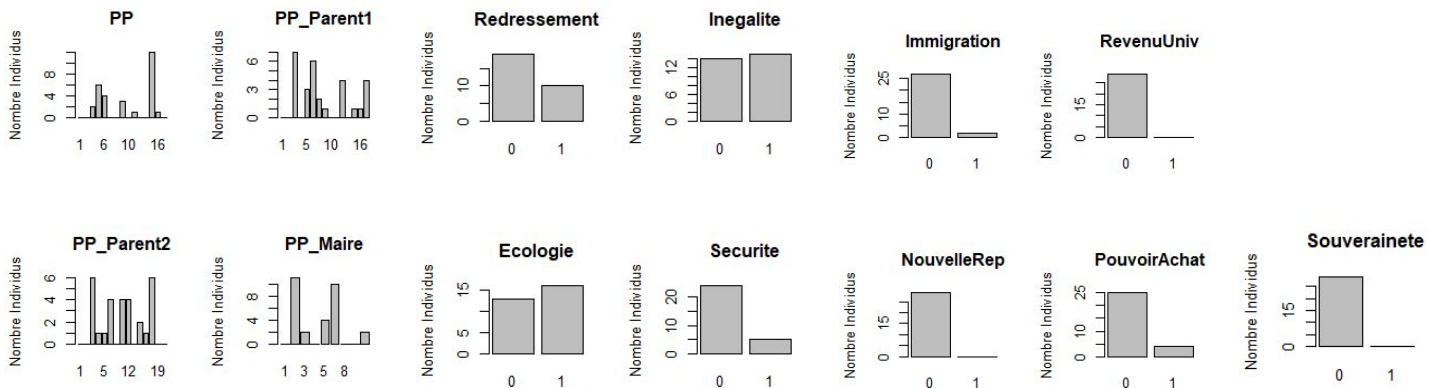 PP
Nombre Individus
0 4 8
1 6 10 16
PP_Parent1
Nombre Individus
0 3 6
1 5 10 16
Redressement
Nombre Individus
0 10
0 1
Inegalite
Nombre Individus
0 6 12
0 1
Immigration
Nombre Individus
0 10 25
0 1
RevenuUniv
Nombre Individus
0 15
0 1
PP_Parent2
Nombre Individus
0 2 4 6
1 5 12 19
PP_Maire
Nombre Individus
0 4 8
1 3 5 8
Ecologie
Nombre Individus
0 5 15
0 1
Securite
Nombre Individus
0 10 20
0 1
NouvelleRep
Nombre Individus
0 15
0 1
PouvoirAchat
Nombre Individus
0 10 25
0 1
Souverainete
Nombre Individus
0 15
0 1